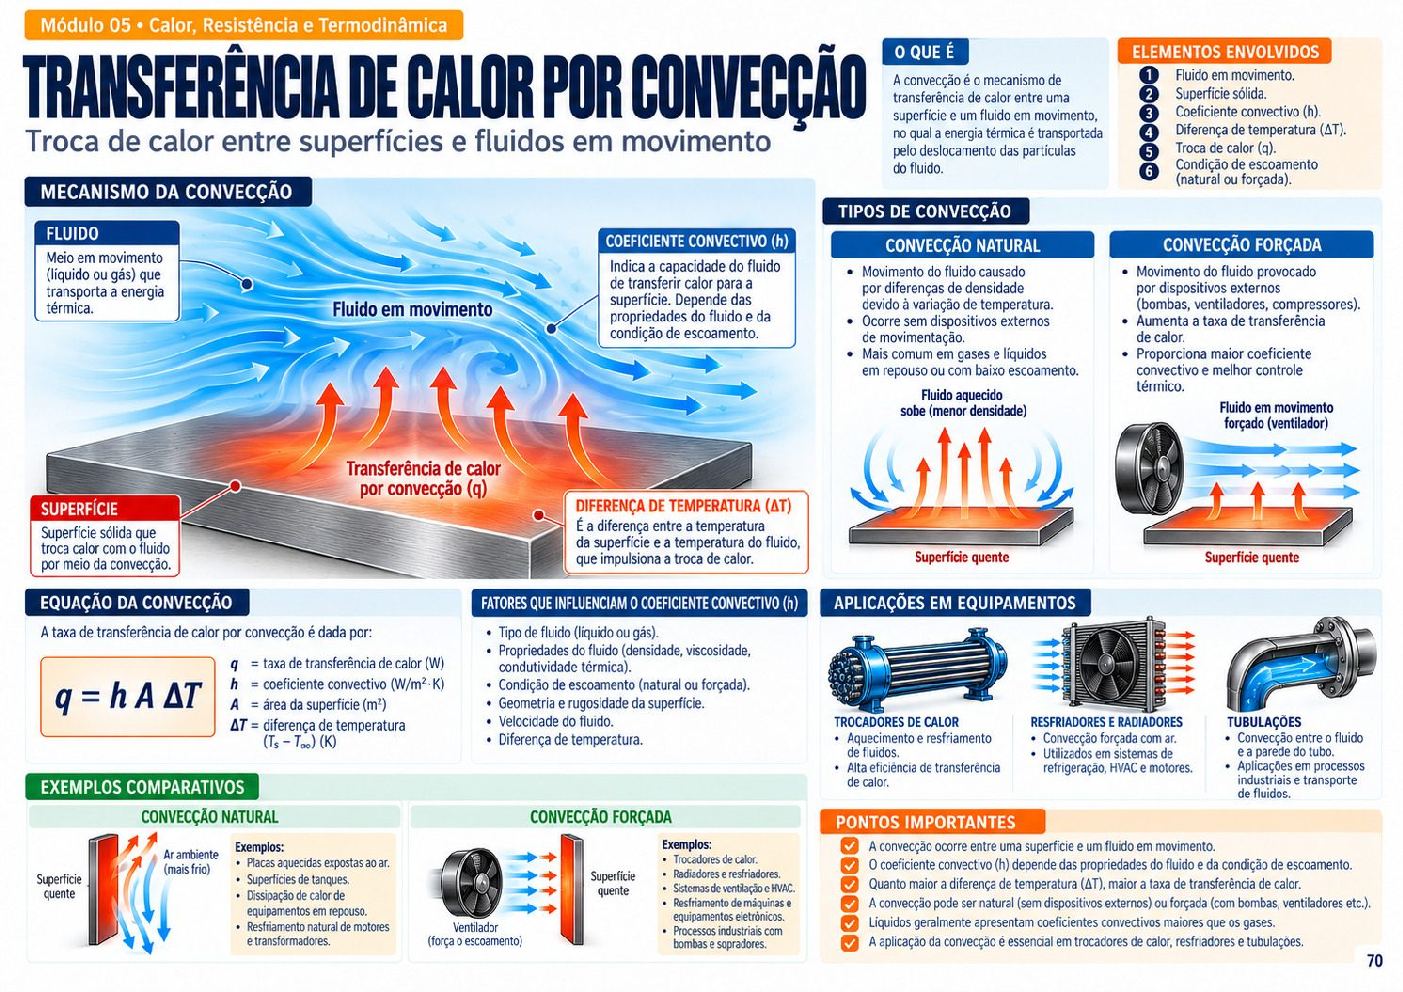 Módulo 05 • Calor, Resistência e Termodinâmica
TRANSFERÊNCIA DE CALOR POR CONVECÇÃO
Troca de calor entre superfícies e fluidos em movimento
O QUE É
A convecção é o mecanismo de
transferência de calor entre uma
superfície e um fluido em movimento,
no qual a energia térmica é transportada
pelo deslocamento das partículas
do fluido.
ELEMENTOS ENVOLVIDOS
1 Fluido em movimento.
2 Superfície sólida.
3 Coeficiente convectivo (h).
4 Diferença de temperatura (ΔT).
5 Troca de calor (q).
6 Condição de escoamento
(natural ou forçada).
MECANISMO DA CONVECÇÃO
FLUIDO
Meio em movimento
(líquido ou gás) que
transporta a energia
térmica.
COEFICIENTE CONVECTIVO (h)
Indica a capacidade do fluido
de transferir calor para a
superfície. Depende das
propriedades do fluido e da
condição de escoamento.
Fluido em movimento
Transferência de calor
por convecção (q)
SUPERFÍCIE
Superfície sólida que
troca calor com o fluido
por meio da convecção.
DIFERENÇA DE TEMPERATURA (ΔT)
É a diferença entre a temperatura
da superfície e a temperatura do fluido,
que impulsiona a troca de calor.
TIPOS DE CONVECÇÃO
CONVECÇÃO NATURAL
• Movimento do fluido causado
por diferenças de densidade
devido à variação de temperatura.
• Ocorre sem dispositivos externos
de movimentação.
• Mais comum em gases e líquidos
em repouso ou com baixo escoamento.
Fluido aquecido
sobe (menor densidade)
Superfície quente
CONVECÇÃO FORÇADA
• Movimento do fluido provocado
por dispositivos externos
(bombas, ventiladores, compressores).
• Aumenta a taxa de transferência
de calor.
• Proporciona maior coeficiente
convectivo e melhor controle
térmico.
Fluido em movimento
forçado (ventilador)
Superfície quente
EQUAÇÃO DA CONVECÇÃO
A taxa de transferência de calor por convecção é dada por:
q = h A ΔT
q = taxa de transferência de calor (W)
h = coeficiente convectivo (W/m²·K)
A = área da superfície (m²)
ΔT = diferença de temperatura
(Ts – T∞) (K)
FATORES QUE INFLUENCIAM O COEFICIENTE CONVECTIVO (h)
• Tipo de fluido (líquido ou gás).
• Propriedades do fluido (densidade, viscosidade,
condutividade térmica).
• Condição de escoamento (natural ou forçada).
• Geometria e rugosidade da superfície.
• Velocidade do fluido.
• Diferença de temperatura.
APLICAÇÕES EM EQUIPAMENTOS
TROCADORES DE CALOR
• Aquecimento e resfriamento
de fluidos.
• Alta eficiência de transferência
de calor.
RESFRIADORES E RADIADORES
• Convecção forçada com ar.
• Utilizados em sistemas de
refrigeração, HVAC e motores.
TUBULAÇÕES
• Convecção entre o fluido
e a parede do tubo.
• Aplicações em processos
industriais e transporte
de fluidos.
EXEMPLOS COMPARATIVOS
CONVECÇÃO NATURAL
Superfície
quente
Ar ambiente
(mais frio)
Exemplos:
• Placas aquecidas expostas ao ar.
• Superfícies de tanques.
• Dissipação de calor de
equipamentos em repouso.
• Resfriamento natural de motores
e transformadores.
CONVECÇÃO FORÇADA
Ventilador
(força o escoamento)
Superfície
quente
Exemplos:
• Trocadores de calor.
• Radiadores e resfriadores.
• Sistemas de ventilação e HVAC.
• Resfriamento de máquinas e
equipamentos eletrônicos.
• Processos industriais com
bombas e sopradores.
PONTOS IMPORTANTES
A convecção ocorre entre uma superfície e um fluido em movimento.
O coeficiente convectivo (h) depende das propriedades do fluido e da condição de escoamento.
Quanto maior a diferença de temperatura (ΔT), maior a taxa de transferência de calor.
A convecção pode ser natural (sem dispositivos externos) ou forçada (com bombas, ventiladores etc.).
Líquidos geralmente apresentam coeficientes convectivos maiores que os gases.
A aplicação da convecção é essencial em trocadores de calor, resfriadores e tubulações.
70